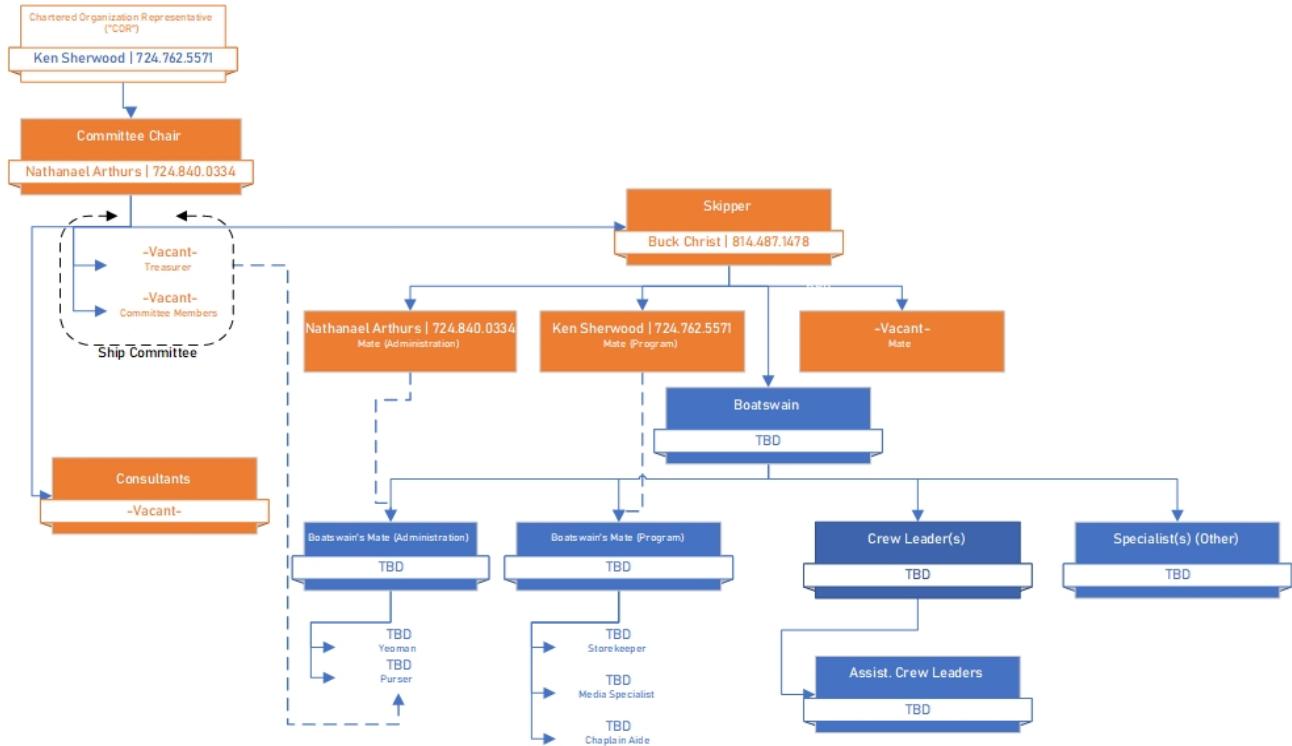 Chartered Organization Representative
("COR")
Ken Sherwood | 724.762.5571
Committee Chair
Nathanael Arthurs | 724.840.0334
-Vacant-
Treasurer
-Vacant-
Committee Members
Ship Committee
Consultants
-Vacant-
Skipper
Buck Christ | 814.487.1478
Nathanael Arthurs | 724.840.0334
Mate (Administration)
Ken Sherwood | 724.762.5571
Mate (Program)
-Vacant-
Mate
Boatswain
TBD
Boatswain's Mate (Administration)
TBD
Boatswain's Mate (Program)
TBD
Crew Leader(s)
TBD
Specialist(s) (Other)
TBD
TBD
Yeoman
TBD
Purser
TBD
Storekeeper
TBD
Media Specialist
TBD
Chaplain Aide
Assist. Crew Leaders
TBD